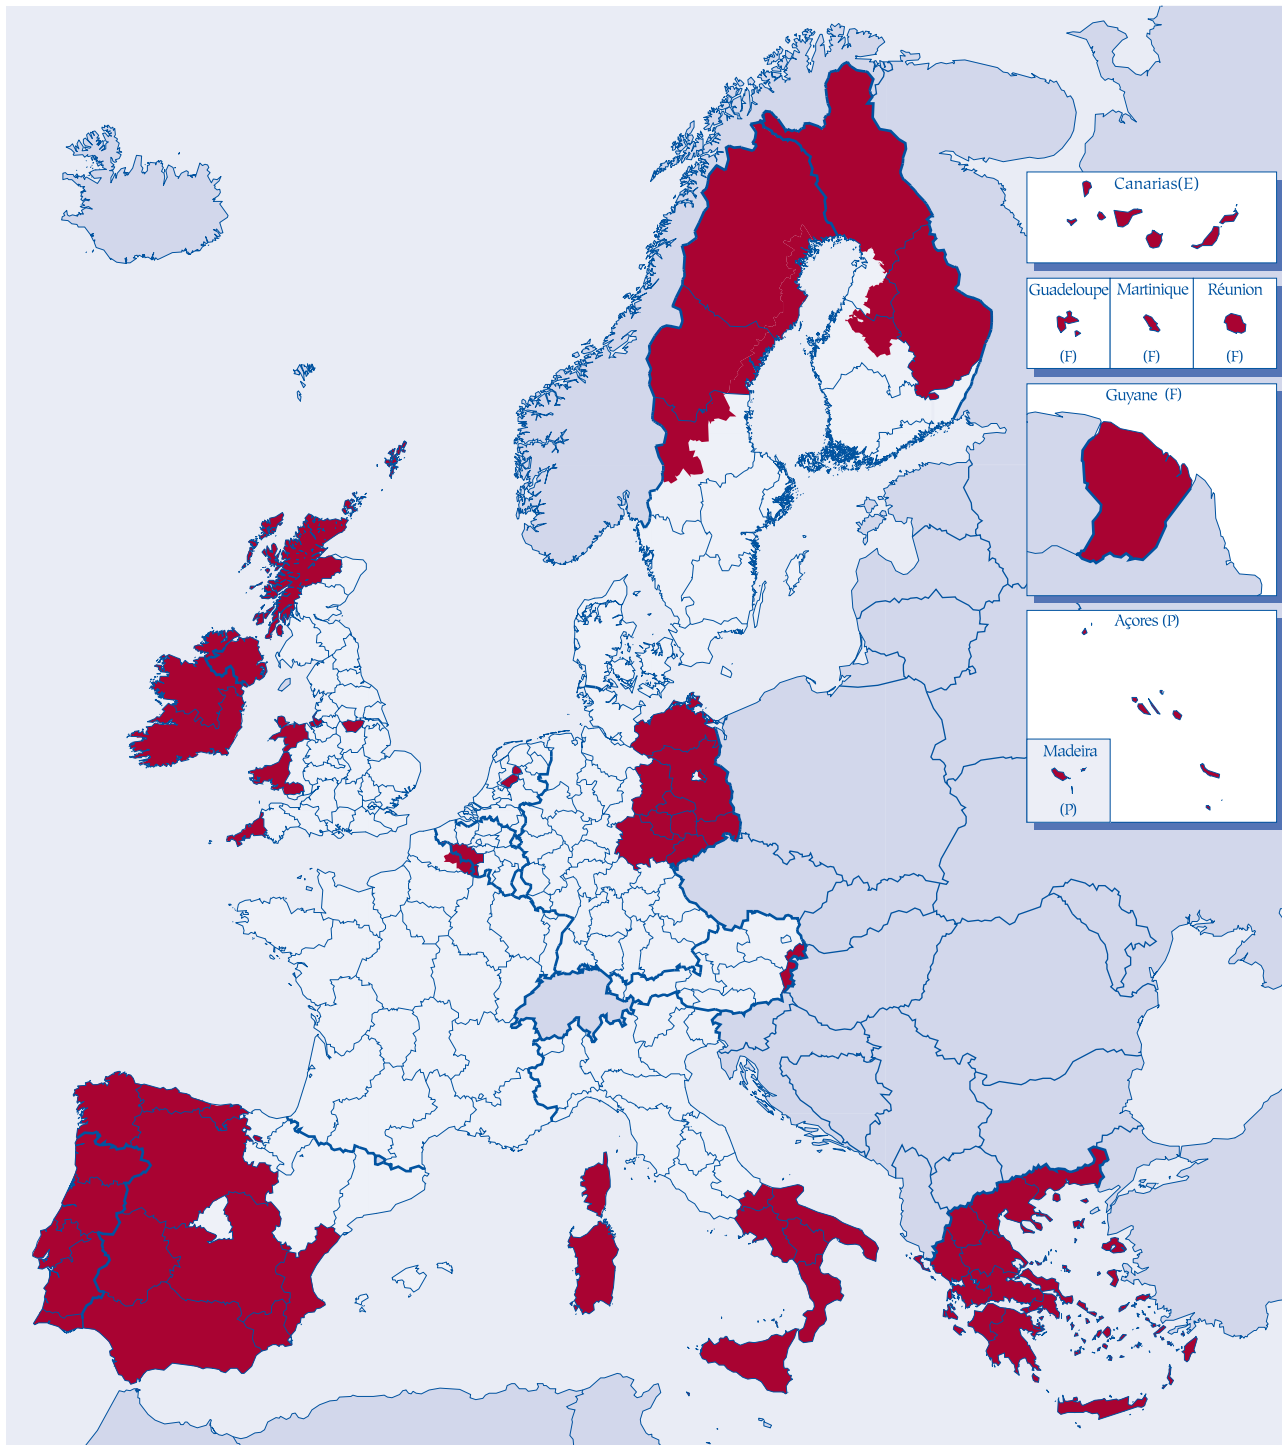 Canarias(E)
Guadeloupe Martinique Réunion
(F) (F) (F)
Guyane (F)
Açores (P)
Madeira
(P)